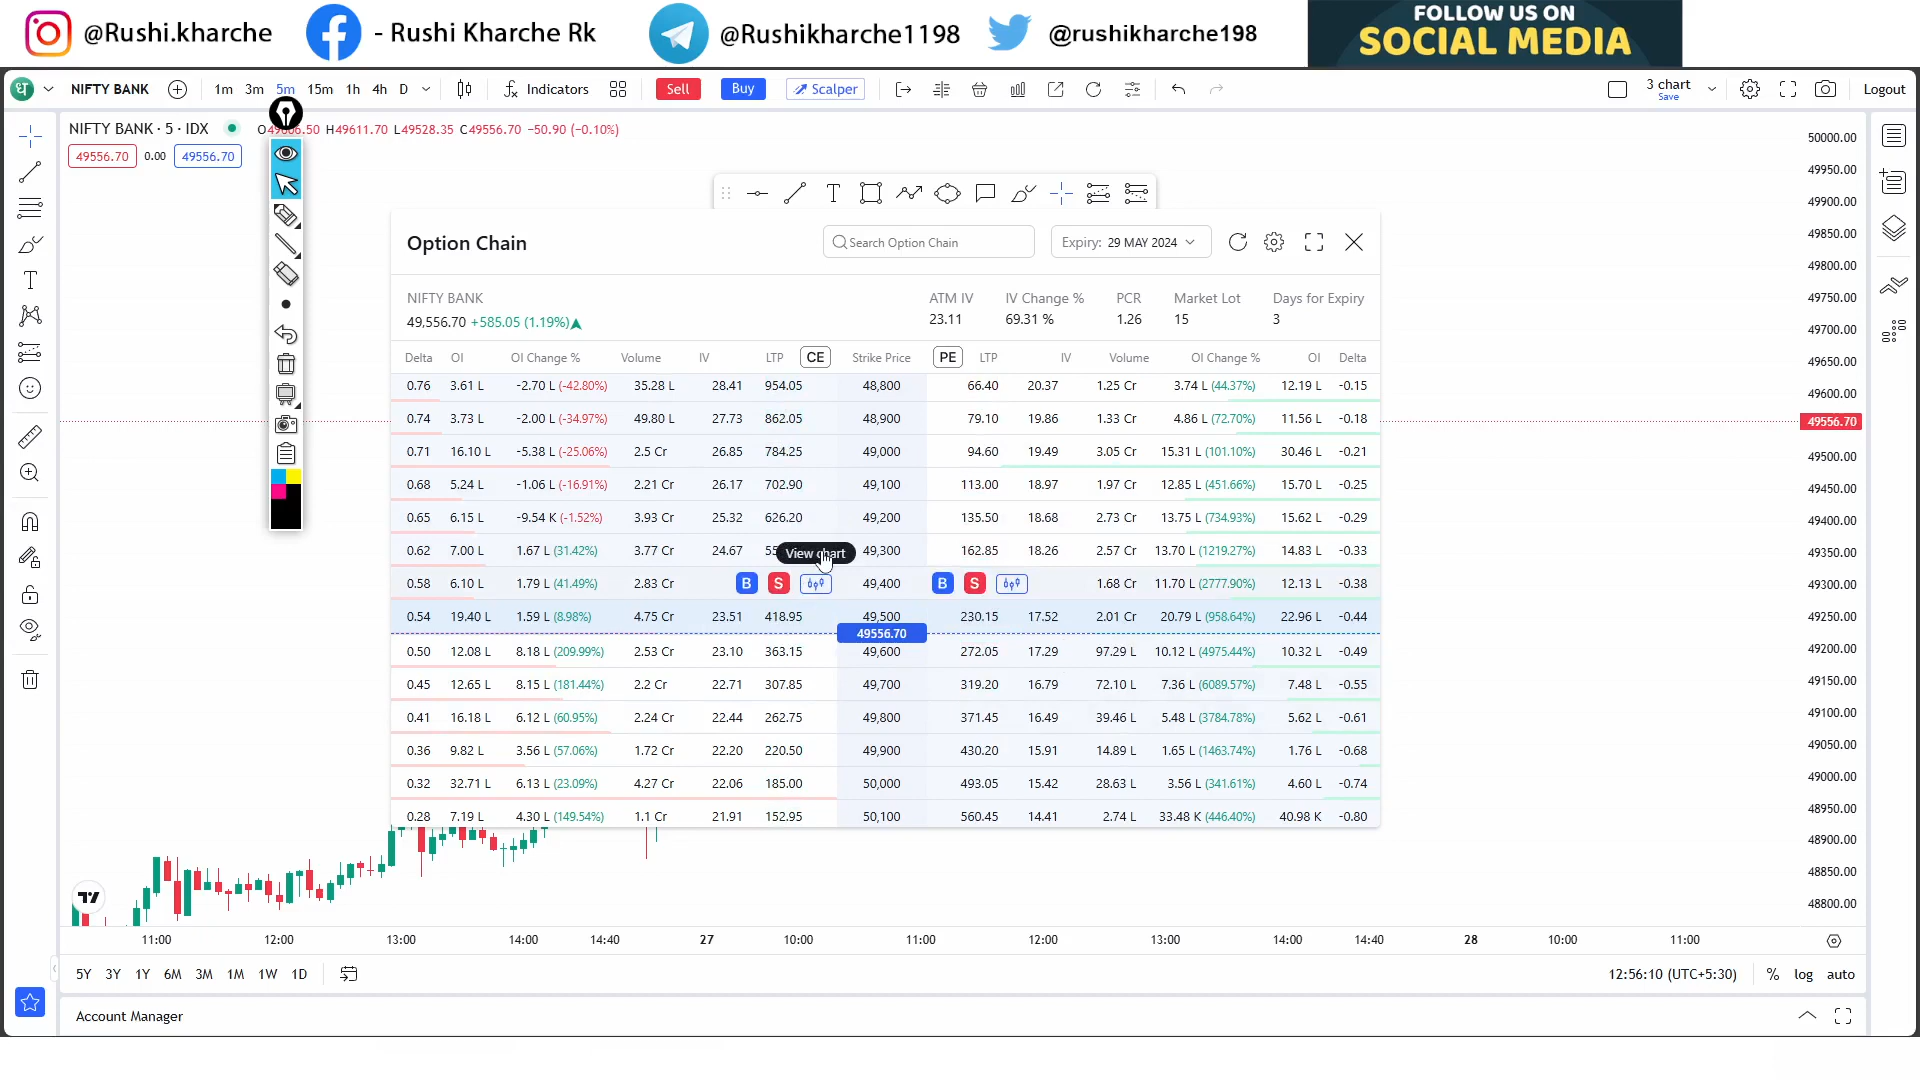 @Rushi.kharche - Rushi Kharche Rk @Rushikharche1198 @rushikharche198 FOLLOW US ON
SOCIAL MEDIA
ध NIFTY BANK 1m 3m 5m 15m 1h 4h D Indicators Sell Buy Scalper 3 chart Save Logout
NIFTY BANK · 5 · IDX H49611.70 L49528.35 C49556.70 −50.90 (−0.10%)
49556.70 0.00 49556.70
Option Chain Search Option Chain Expiry: 29 MAY 2024
NIFTY BANK ATM IV IV Change % PCR Market Lot Days for Expiry
49,556.70 +585.05 (1.19%) 23.11 69.31 % 1.26 15 3
Delta OI OI Change % Volume IV LTP CE Strike Price PE LTP IV Volume OI Change % OI Delta
0.76 3.61 L -2.70 L (-42.80%) 35.28 L 28.41 954.05 48,800 66.40 20.37 1.25 Cr 3.74 L (44.37%) 12.19 L -0.15
0.74 3.73 L -2.00 L (-34.97%) 49.80 L 27.73 862.05 48,900 79.10 19.86 1.33 Cr 4.86 L (72.70%) 11.56 L -0.18
0.71 16.10 L -5.38 L (-25.06%) 2.5 Cr 26.85 784.25 49,000 94.60 19.49 3.05 Cr 15.31 L (101.10%) 30.46 L -0.21
0.68 5.24 L -1.06 L (-16.91%) 2.21 Cr 26.17 702.90 49,100 113.00 18.97 1.97 Cr 12.85 L (451.66%) 15.70 L -0.25
0.65 6.15 L -9.54 K (-1.52%) 3.93 Cr 25.32 626.20 49,200 135.50 18.68 2.73 Cr 13.75 L (734.93%) 15.62 L -0.29
0.62 7.00 L 1.67 L (31.42%) 3.77 Cr 24.67 View chart 49,300 162.85 18.26 2.57 Cr 13.70 L (1219.27%) 14.83 L -0.33
0.58 6.10 L 1.79 L (41.49%) 2.83 Cr B S 49,400 B S 1.68 Cr 11.70 L (2777.90%) 12.13 L -0.38
0.54 19.40 L 1.59 L (8.98%) 4.75 Cr 23.51 418.95 49,500 230.15 17.52 2.01 Cr 20.79 L (958.64%) 22.96 L -0.44
49556.70
0.50 12.08 L 8.18 L (209.99%) 2.53 Cr 23.10 363.15 49,600 272.05 17.29 97.29 L 10.12 L (4975.44%) 10.32 L -0.49
0.45 12.65 L 8.15 L (181.44%) 2.2 Cr 22.71 307.85 49,700 319.20 16.79 72.10 L 7.36 L (6089.57%) 7.48 L -0.55
0.41 16.18 L 6.12 L (60.95%) 2.24 Cr 22.44 262.75 49,800 371.45 16.49 39.46 L 5.48 L (3784.78%) 5.62 L -0.61
0.36 9.82 L 3.56 L (57.06%) 1.72 Cr 22.20 220.50 49,900 430.20 15.91 14.89 L 1.65 L (1463.74%) 1.76 L -0.68
0.32 32.71 L 6.13 L (23.09%) 4.27 Cr 22.06 185.00 50,000 493.05 15.42 28.63 L 3.56 L (341.61%) 4.60 L -0.74
0.28 7.19 L 4.30 L (149.54%) 1.1 Cr 21.91 152.95 50,100 560.45 14.41 2.74 L 33.48 K (446.40%) 40.98 K -0.80
50000.00
49950.00
49900.00
49850.00
49800.00
49750.00
49700.00
49650.00
49600.00
49556.70
49500.00
49450.00
49400.00
49350.00
49300.00
49250.00
49200.00
49150.00
49100.00
49050.00
49000.00
48950.00
48900.00
48850.00
48800.00
11:00 12:00 13:00 14:00 14:40 27 10:00 11:00 12:00 13:00 14:00 14:40 28 10:00 11:00
5Y 3Y 1Y 6M 3M 1M 1W 1D 12:56:10 (UTC+5:30) % log auto
Account Manager